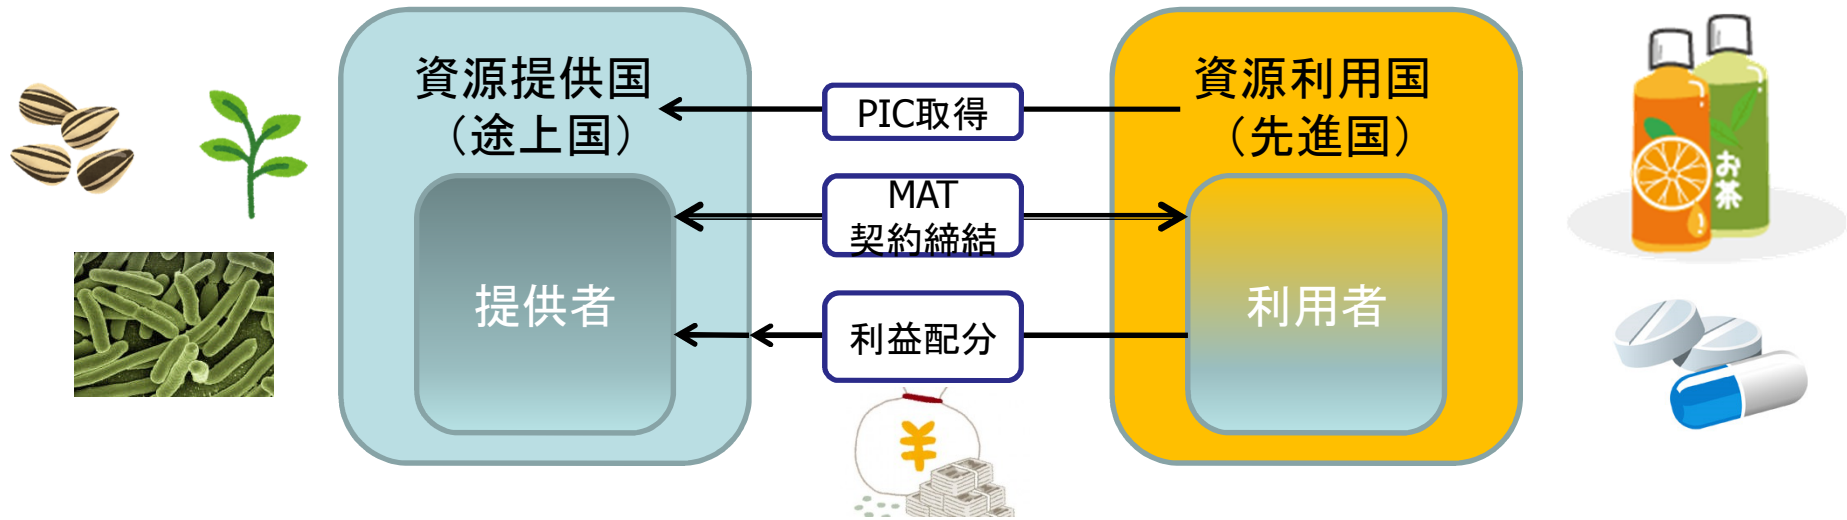 資源提供国
（途上国）
提供者
PIC取得
MAT
契約締結
利益配分
¥
資源利用国
（先進国）
利用者
お茶